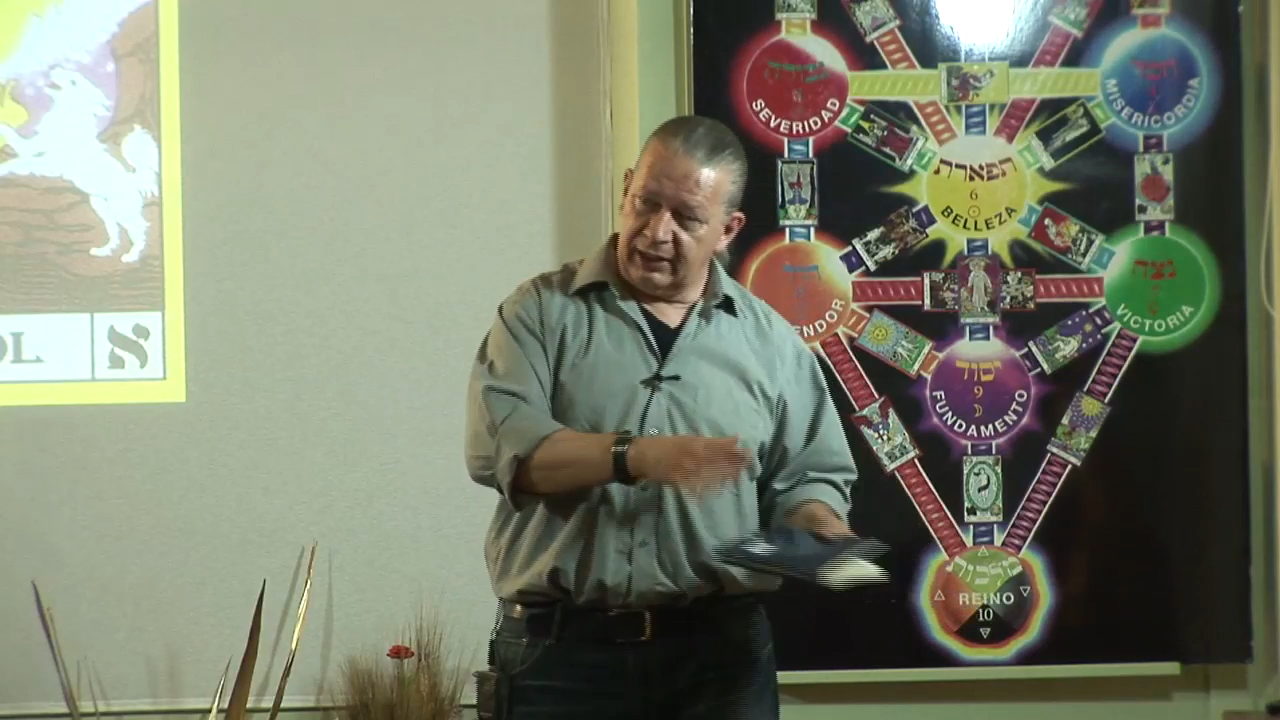 SEVERIDAD
MISERICORDIA
תפארת
6
BELLEZA
ENDOR
VICTORIA
יסוד
9
FUNDAMENTO
REINO
10
OL
א